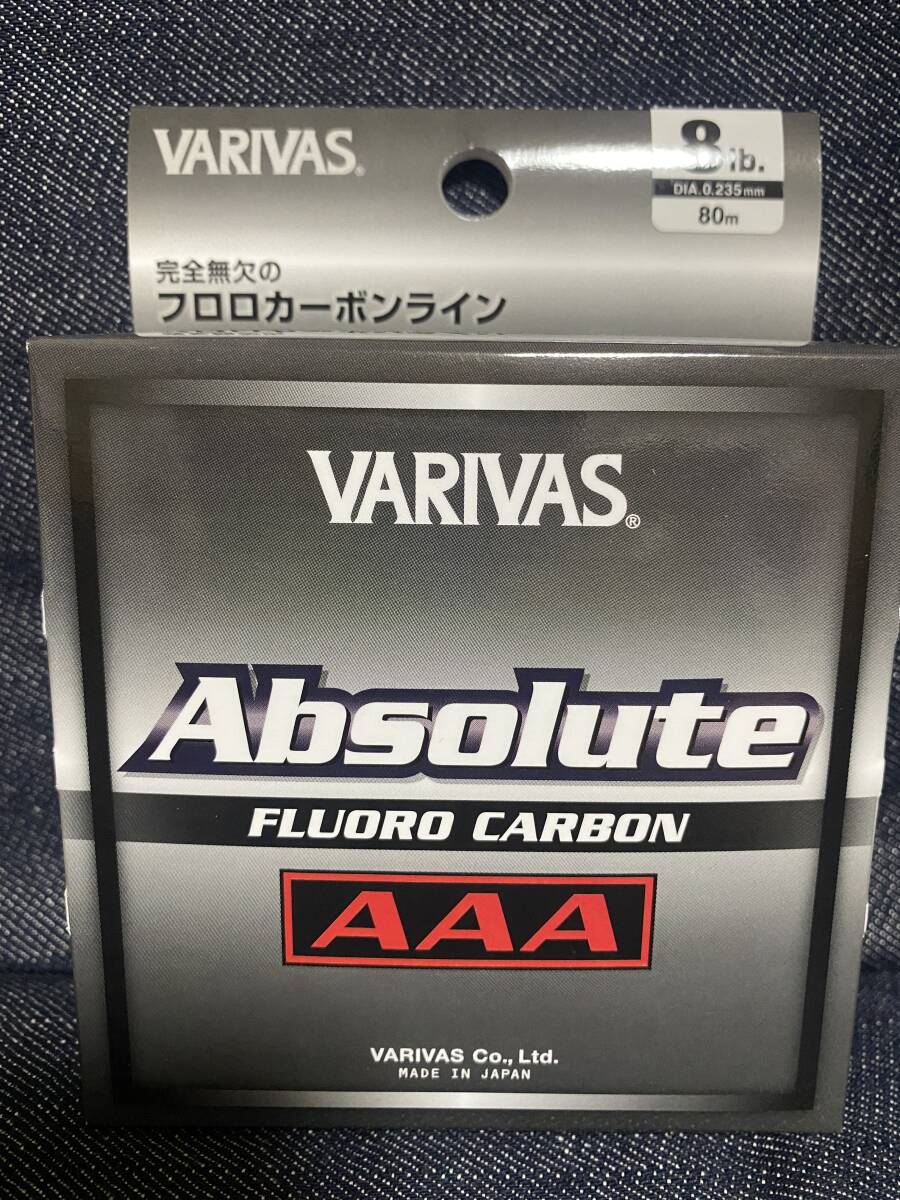 VARIVAS®
8lb.
DIA.0.235mm
80m
完全無欠の
フロロカーボンライン
VARIVAS®
Absolute
FLUORO CARBON
AAA
VARIVAS Co., Ltd.
MADE IN JAPAN